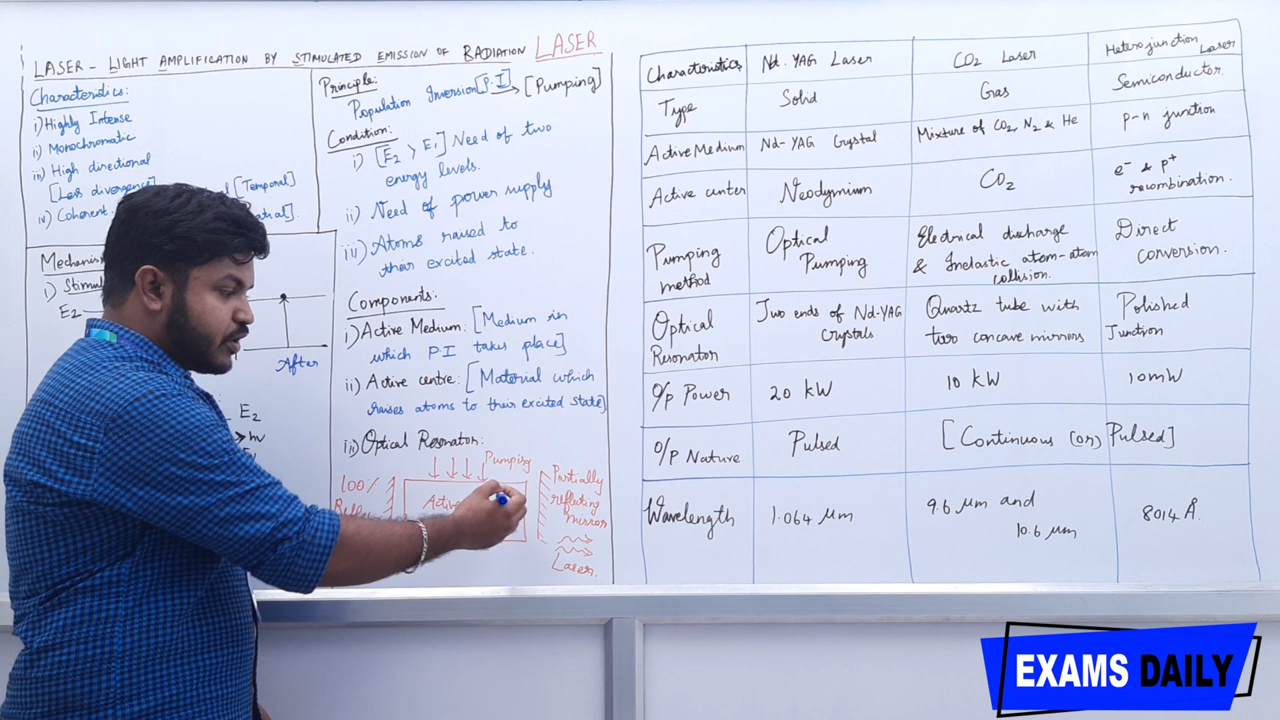 LASER - LIGHT AMPLIFICATION BY STIMULATED EMISSION OF RADIATION LASER
Characteristics:
i) Highly Intense
ii) Monochromatic
iii) High directional
[Less divergence]
[Temporal]
iv) Coherent
Principle:
Population Inversion [P.I] → [Pumping]
Condition:
i) [E2 > E1] Need of two
energy levels.
ii) Need of power supply
iii) Atoms raised to
their excited state.
Components:
i) Active Medium: [Medium in
which P.I takes place]
ii) Active centre: [Material which
raises atoms to their excited state]
iii) Optical Resonator:
Pumping
100%
Partially
reflecting
mirror
Laser.
i)
E2
After
E2
hν
Characteristics Nd. YAG Laser CO2 Laser Heterojunction Laser
Type Solid Gas Semiconductor
Active Medium Nd-YAG Crystal Mixture of CO2, N2 & He p-n junction
Active center Neodymium CO2 e- & p+
recombination.
Pumping method Optical Pumping Electrical discharge
& Inelastic atom-atom
collision. Direct conversion.
Optical Resonator Two ends of Nd-YAG
Crystals Quartz tube with
two concave mirrors Polished
Junction
O/p Power 20 kW 10 kW 10mW
O/p Nature Pulsed [Continuous (or) Pulsed]
Wavelength 1.064 μm 9.6 μm and
10.6 μm 8014 Å.
EXAMS DAILY